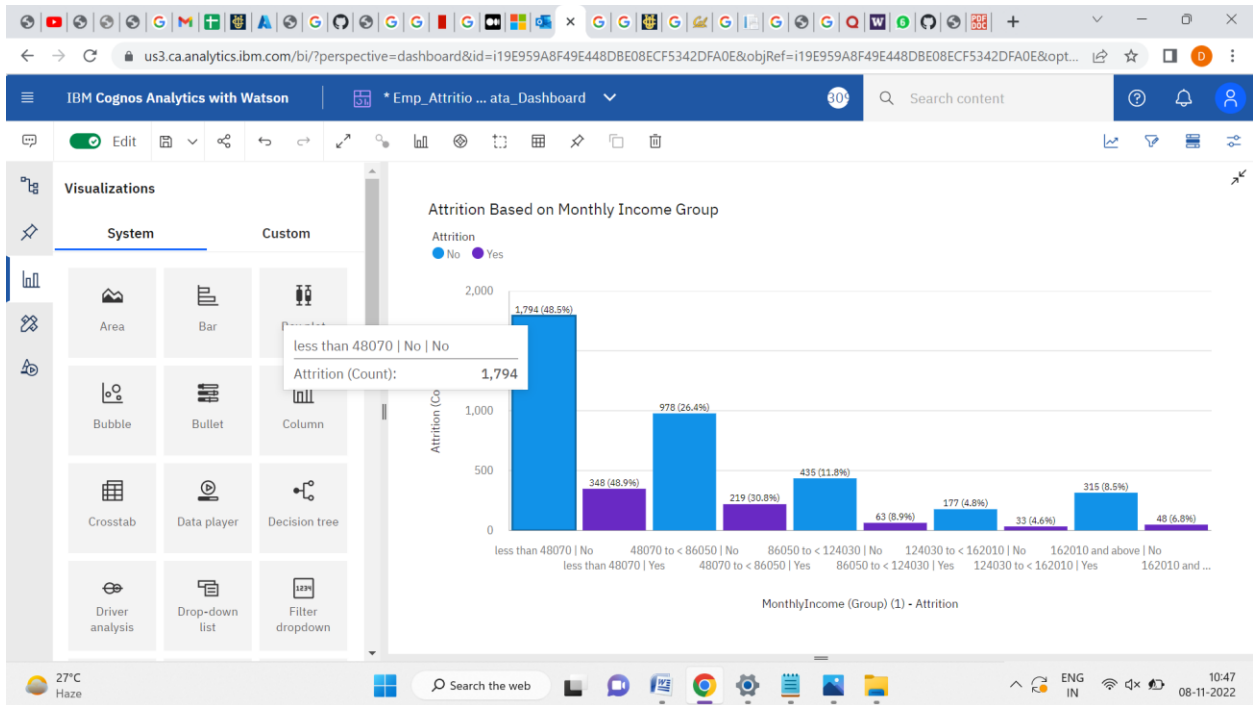 us3.ca.analytics.ibm.com/bi/?perspective=dashboard&id=i19E959A8F49E448DBE08ECF5342DFA0E&objRef=i19E959A8F49E448DBE08ECF5342DFA0E&opt...
D
IBM Cognos Analytics with Watson
* Emp_Attritio ... ata_Dashboard
309
Search content
Edit
Visualizations
System Custom
Area Bar
Bubble Bullet Column
Crosstab Data player Decision tree
Driver analysis
Drop-down list
Filter dropdown
less than 48070 | No | No
Attrition (Count): 1,794
Attrition Based on Monthly Income Group
Attrition
No Yes
2,000
1,000
500
0
Attrition (Co
1,794 (48.5%)
348 (48.9%)
978 (26.4%)
219 (30.8%)
435 (11.8%)
63 (8.9%)
177 (4.8%)
33 (4.6%)
315 (8.5%)
48 (6.8%)
less than 48070 | No 48070 to < 86050 | No 86050 to < 124030 | No 124030 to < 162010 | No 162010 and above | No
less than 48070 | Yes 48070 to < 86050 | Yes 86050 to < 124030 | Yes 124030 to < 162010 | Yes 162010 and ...
MonthlyIncome (Group) (1) - Attrition
27°C
Haze
Search the web
ENG
IN
10:47
08-11-2022